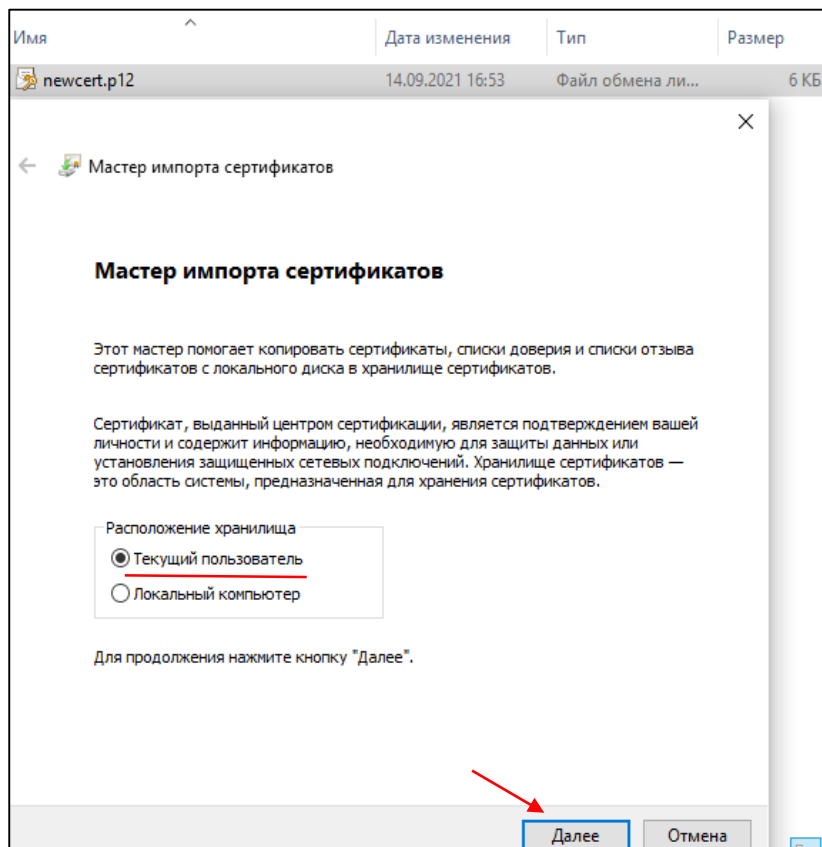 Имя Дата изменения Тип Размер
newcert.p12 14.09.2021 16:53 Файл обмена ли... 6 КБ
Мастер импорта сертификатов
Мастер импорта сертификатов
Этот мастер помогает копировать сертификаты, списки доверия и списки отзыва
сертификатов с локального диска в хранилище сертификатов.
Сертификат, выданный центром сертификации, является подтверждением вашей
личности и содержит информацию, необходимую для защиты данных или
установления защищенных сетевых подключений. Хранилище сертификатов —
это область системы, предназначенная для хранения сертификатов.
Расположение хранилища
Текущий пользователь
Локальный компьютер
Для продолжения нажмите кнопку "Далее".
Далее Отмена